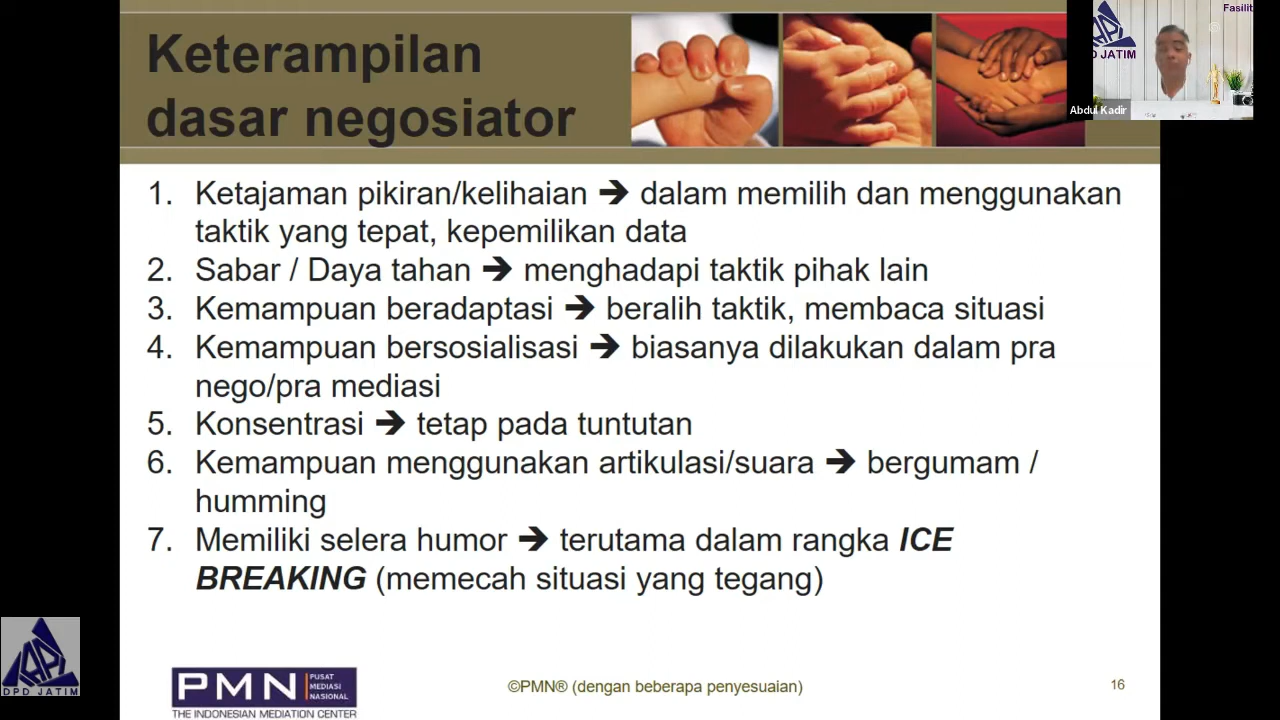 Keterampilan
dasar negosiator
Fasilit
PD JATIM
Abdul Kadir
1. Ketajaman pikiran/kelihaian ➔ dalam memilih dan menggunakan
taktik yang tepat, kepemilikan data
2. Sabar / Daya tahan ➔ menghadapi taktik pihak lain
3. Kemampuan beradaptasi ➔ beralih taktik, membaca situasi
4. Kemampuan bersosialisasi ➔ biasanya dilakukan dalam pra
nego/pra mediasi
5. Konsentrasi ➔ tetap pada tuntutan
6. Kemampuan menggunakan artikulasi/suara ➔ bergumam /
humming
7. Memiliki selera humor ➔ terutama dalam rangka ICE
BREAKING (memecah situasi yang tegang)
DPD JATIM
PMN
PUSAT
MEDIASI
NASIONAL
THE INDONESIAN MEDIATION CENTER
©PMN® (dengan beberapa penyesuaian)
16